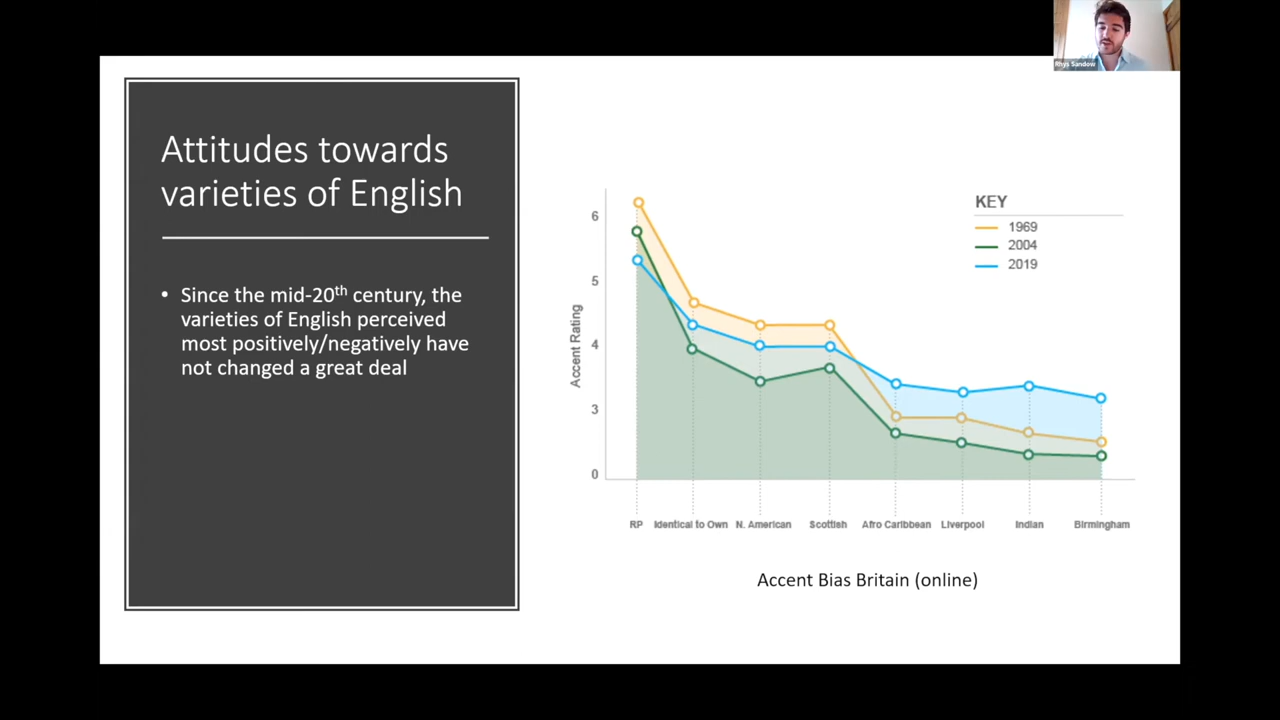 Rhys Sandow
Attitudes towards
varieties of English
• Since the mid-20th century, the
varieties of English perceived
most positively/negatively have
not changed a great deal
KEY
1969
2004
2019
Accent Rating
6
5
4
3
0
RP Identical to Own N. American Scottish Afro Caribbean Liverpool Indian Birmingham
Accent Bias Britain (online)